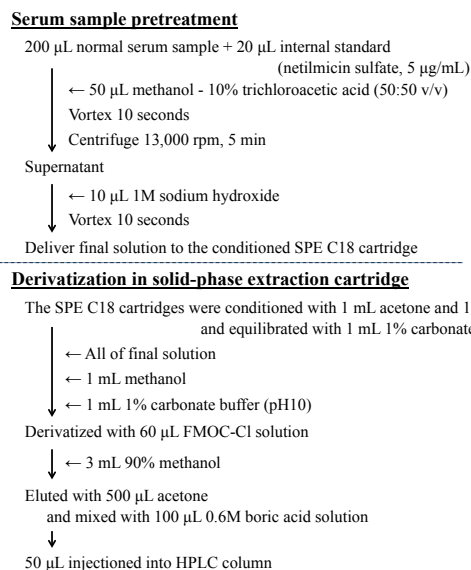 Serum sample pretreatment
200 μL normal serum sample + 20 μL internal standard
(netilmicin sulfate, 5 μg/mL)
← 50 μL methanol - 10% trichloroacetic acid (50:50 v/v)
Vortex 10 seconds
Centrifuge 13,000 rpm, 5 min
Supernatant
← 10 μL 1M sodium hydroxide
Vortex 10 seconds
Deliver final solution to the conditioned SPE C18 cartridge
Derivatization in solid-phase extraction cartridge
The SPE C18 cartridges were conditioned with 1 mL acetone and 1
and equilibrated with 1 mL 1% carbonate
← All of final solution
← 1 mL methanol
← 1 mL 1% carbonate buffer (pH10)
Derivatized with 60 μL FMOC-Cl solution
← 3 mL 90% methanol
Eluted with 500 μL acetone
and mixed with 100 μL 0.6M boric acid solution
50 μL injectioned into HPLC column